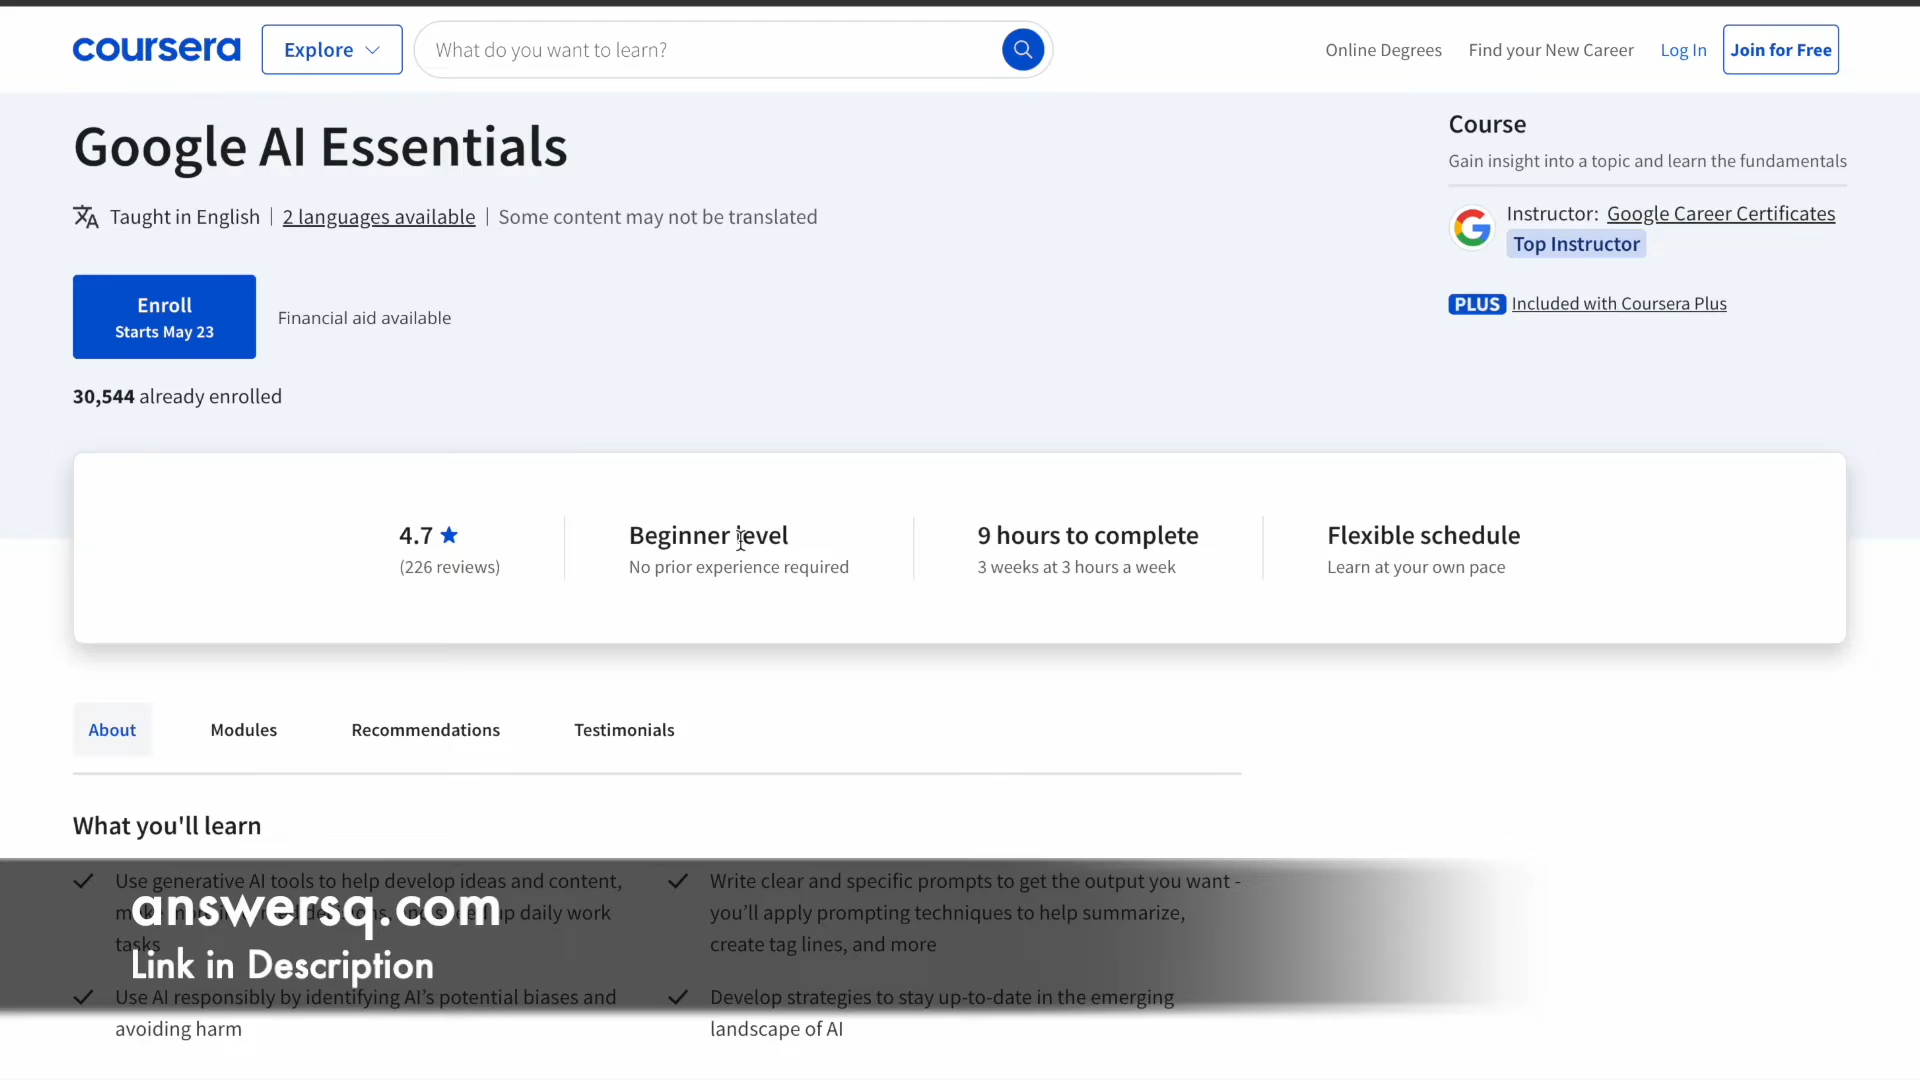 coursera
Explore
What do you want to learn?
Online Degrees
Find your New Career
Log In
Join for Free
Google AI Essentials
Taught in English | 2 languages available | Some content may not be translated
Enroll
Starts May 23
Financial aid available
30,544 already enrolled
Course
Gain insight into a topic and learn the fundamentals
Instructor: Google Career Certificates
Top Instructor
PLUS Included with Coursera Plus
4.7
(226 reviews)
Beginner level
No prior experience required
9 hours to complete
3 weeks at 3 hours a week
Flexible schedule
Learn at your own pace
About
Modules
Recommendations
Testimonials
What you'll learn
Use generative AI tools to help develop ideas and content,
up daily work
tasks
Write clear and specific prompts to get the output you want -
you’ll apply prompting techniques to help summarize,
create tag lines, and more
answersq.com
Link in Description
Use AI responsibly by identifying AI’s potential biases and
avoiding harm
Develop strategies to stay up-to-date in the emerging
landscape of AI